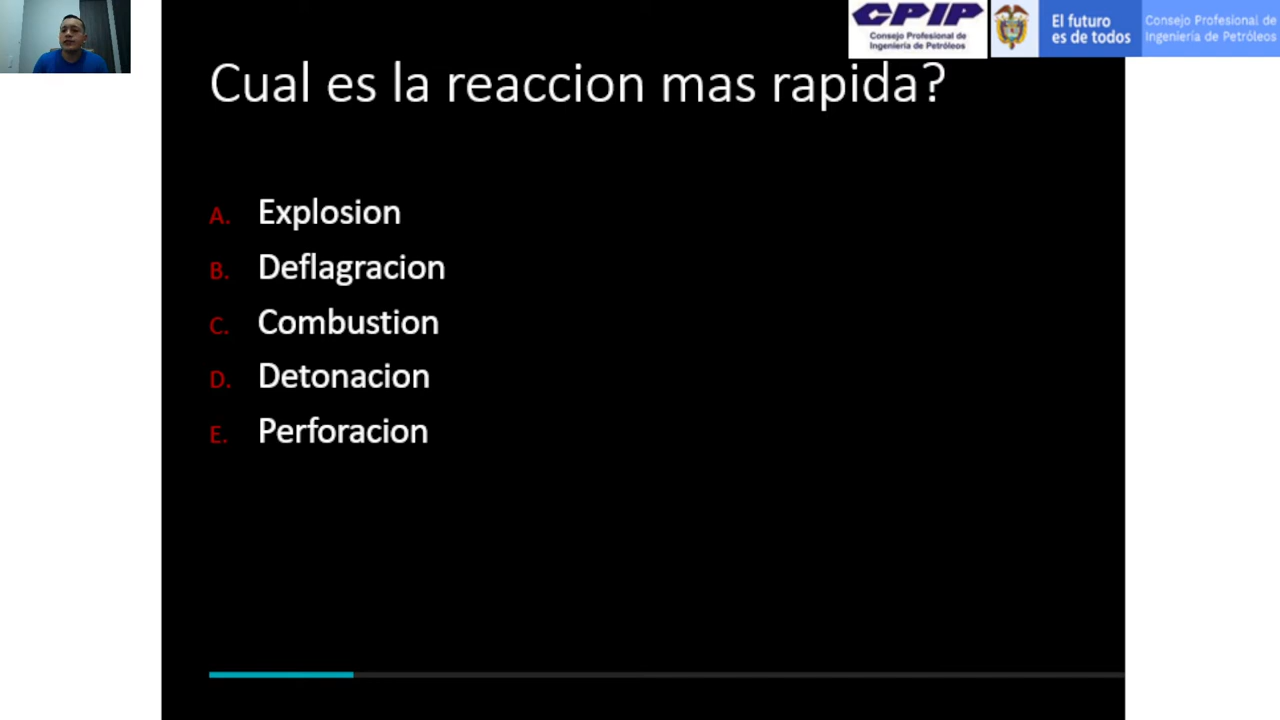 CPIP
Consejo Profesional de
Ingeniería de Petróleos
El futuro
es de todos
Consejo Profesional de
Ingeniería de Petróleos
Cual es la reaccion mas rapida?
A. Explosion
B. Deflagracion
C. Combustion
D. Detonacion
E. Perforacion